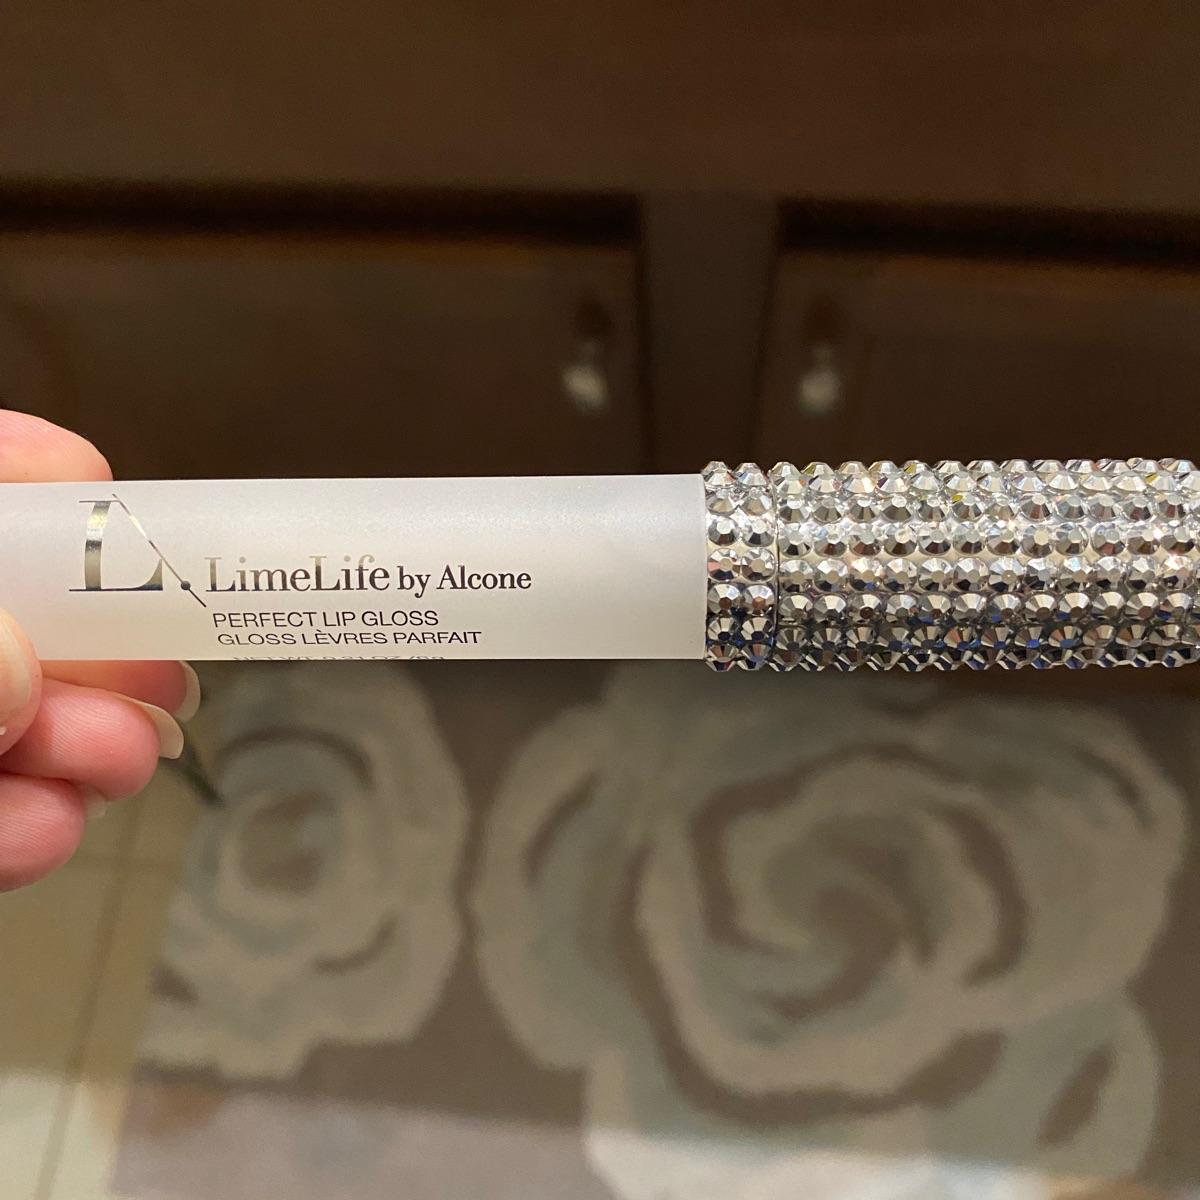 L
LimeLife by Alcone
PERFECT LIP GLOSS
GLOSS LÈVRES PARFAIT